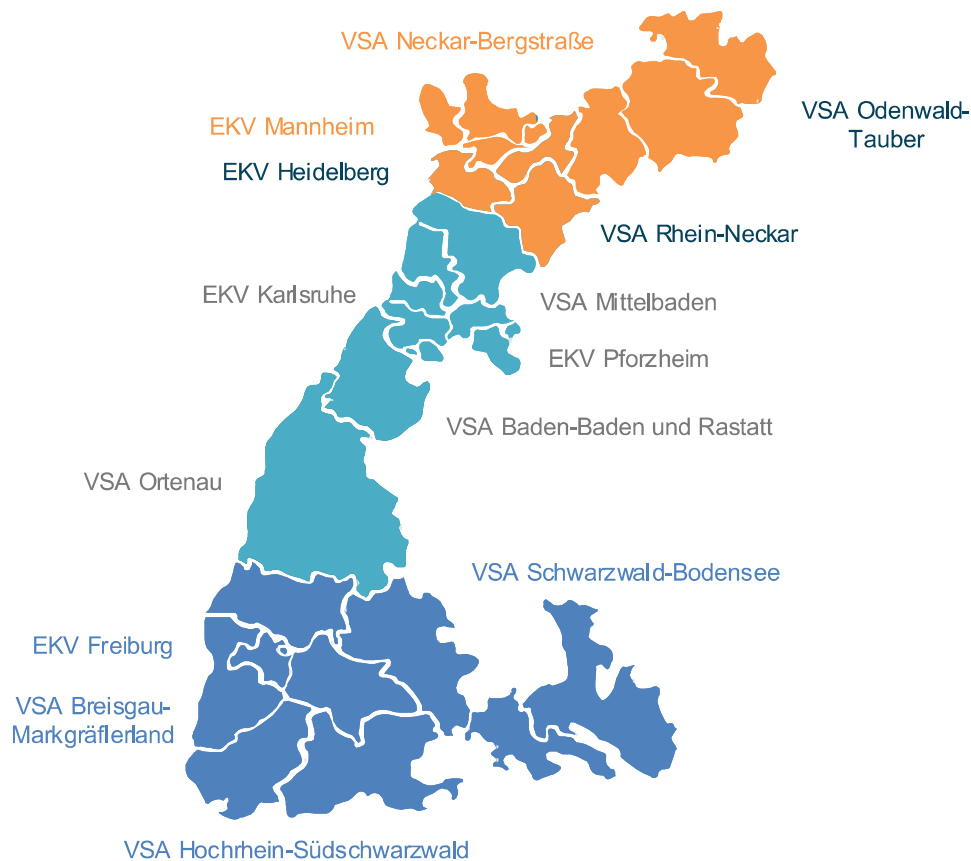 VSA Neckar-Bergstraße
VSA Odenwald-
Tauber
EKV Mannheim
EKV Heidelberg
VSA Rhein-Neckar
EKV Karlsruhe
VSA Mittelbaden
EKV Pforzheim
VSA Baden-Baden und Rastatt
VSA Ortenau
VSA Schwarzwald-Bodensee
EKV Freiburg
VSA Breisgau-
Markgräflerland
VSA Hochrhein-Südschwarzwald